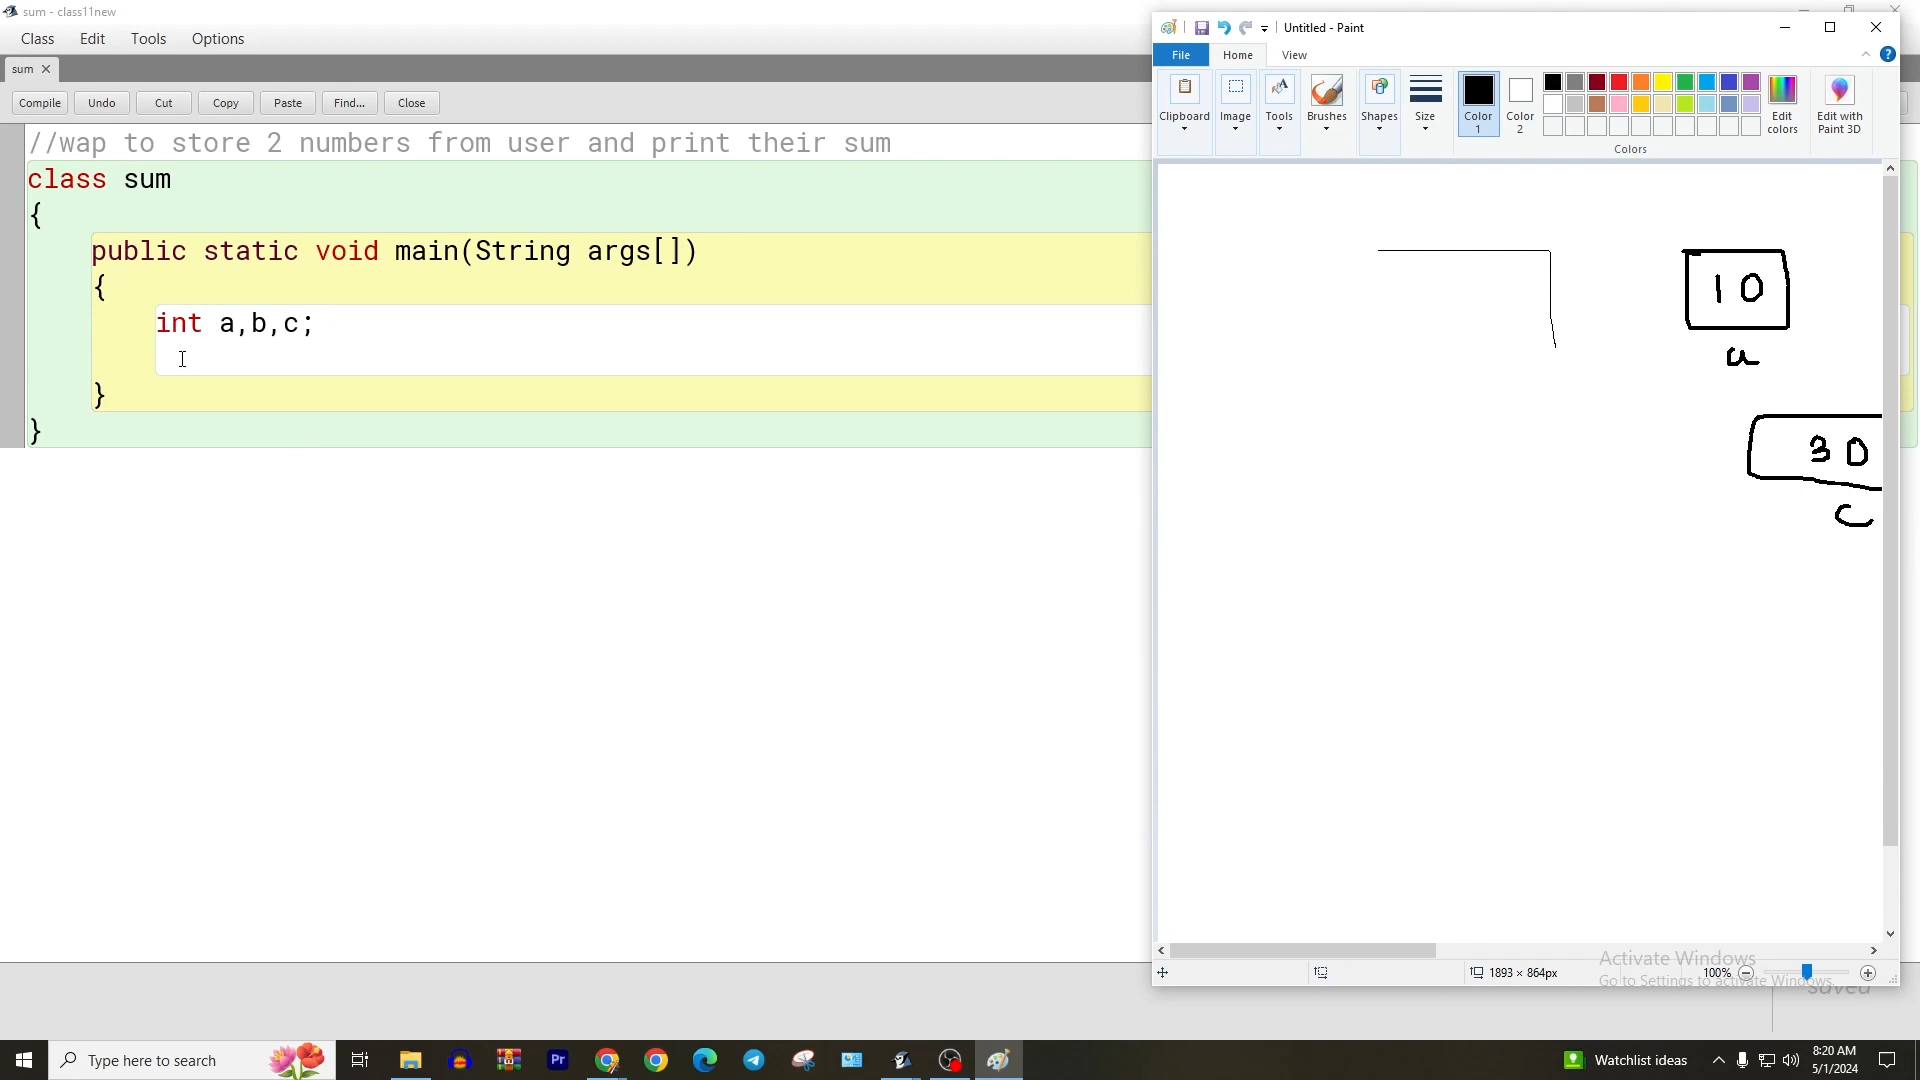 sum - class11new
Class Edit Tools Options
sum
Compile Undo Cut Copy Paste Find... Close
//wap to store 2 numbers from user and print their sum
class sum
{
public static void main(String args[])
{
int a,b,c;
}
}
Untitled - Paint
File Home View
Clipboard Image Tools Brushes Shapes Size Color 1 Color 2 Edit colors Edit with Paint 3D
Colors
10
a
30
c
1893 × 864px 100%
Activate Windows
Go to Settings to activate Windows.
saved
Type here to search
Pr
Watchlist ideas
8:20 AM
5/1/2024